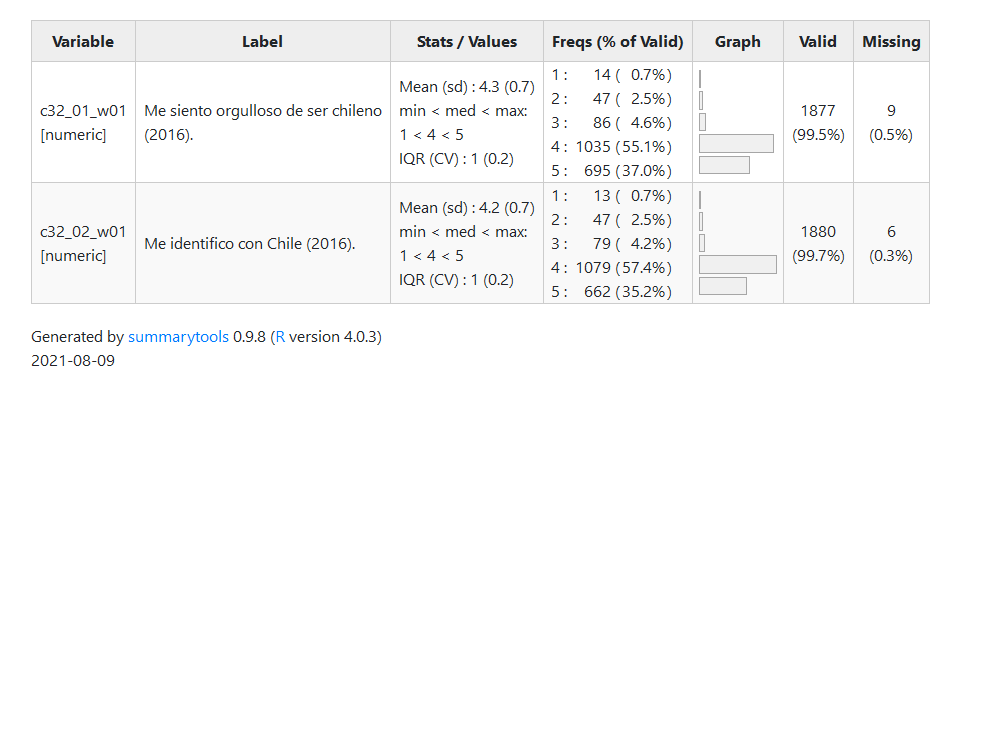 Variable Label Stats / Values Freqs (% of Valid) Graph Valid Missing
c32_01_w01
[numeric]
Me siento orgulloso de ser chileno
(2016).
Mean (sd) : 4.3 (0.7)
min < med < max:
1 < 4 < 5
IQR (CV) : 1 (0.2)
1 : 14 ( 0.7%)
2 : 47 ( 2.5%)
3 : 86 ( 4.6%)
4 : 1035 (55.1%)
5 : 695 (37.0%)
1877
(99.5%)
9
(0.5%)
c32_02_w01
[numeric]
Me identifico con Chile (2016).
Mean (sd) : 4.2 (0.7)
min < med < max:
1 < 4 < 5
IQR (CV) : 1 (0.2)
1 : 13 ( 0.7%)
2 : 47 ( 2.5%)
3 : 79 ( 4.2%)
4 : 1079 (57.4%)
5 : 662 (35.2%)
1880
(99.7%)
6
(0.3%)
Generated by summarytools 0.9.8 (R version 4.0.3)
2021-08-09